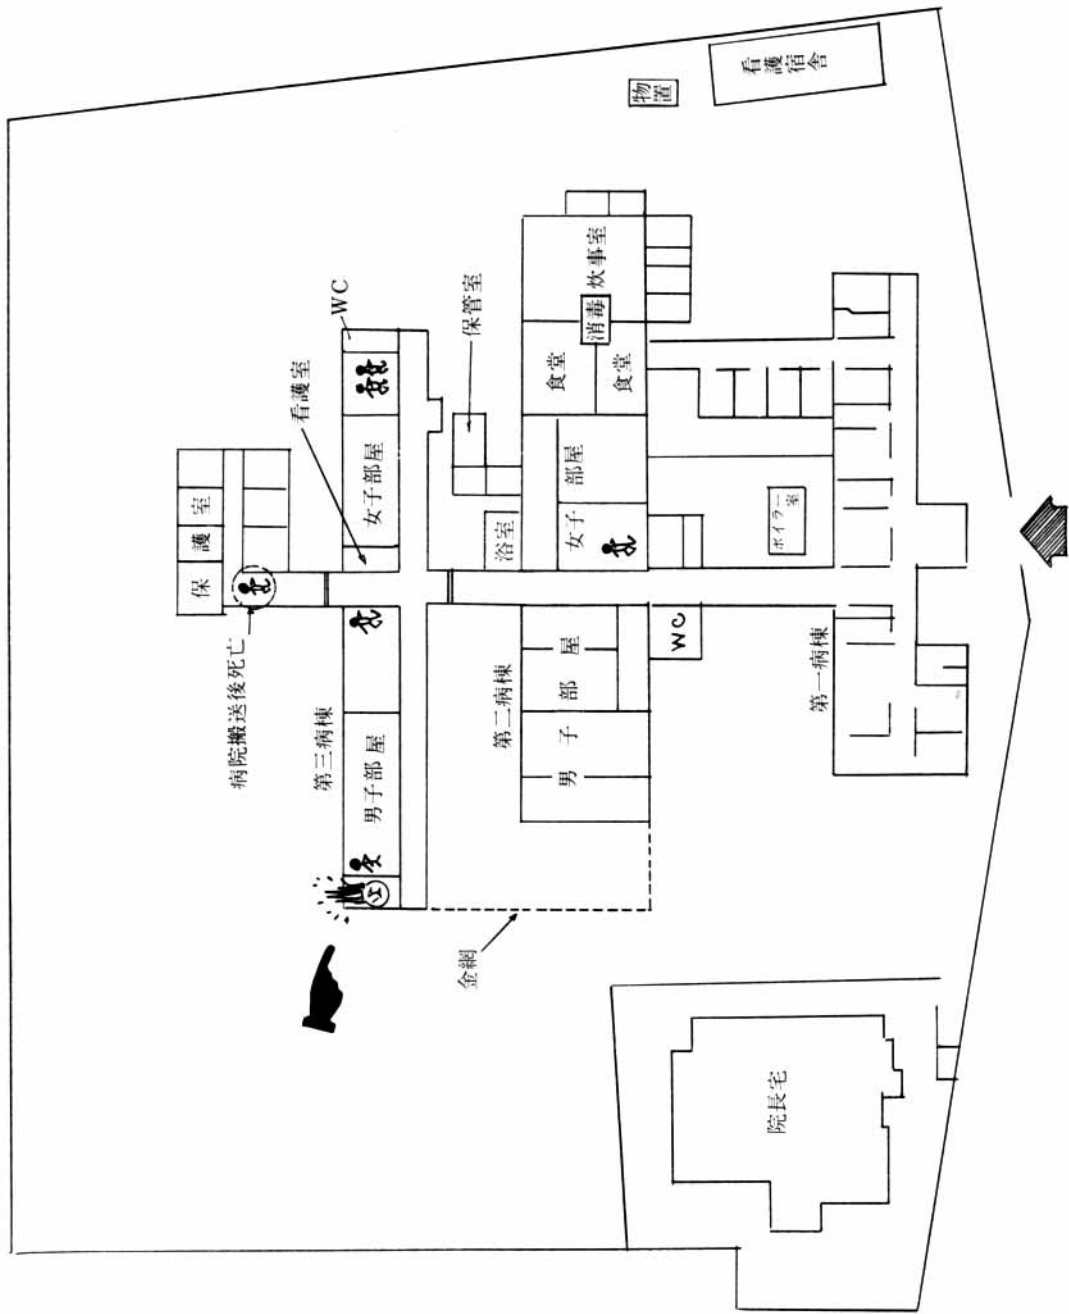 看護宿舎
物置
炊事室
消毒
食堂
食堂
WC
保管室
看護室
女子部屋
保護室
浴室
女子部屋
ボイラー室
病院搬送後死亡
第三病棟
男子部屋
第二病棟
男子部屋
WC
第一病棟
金網
院長宅